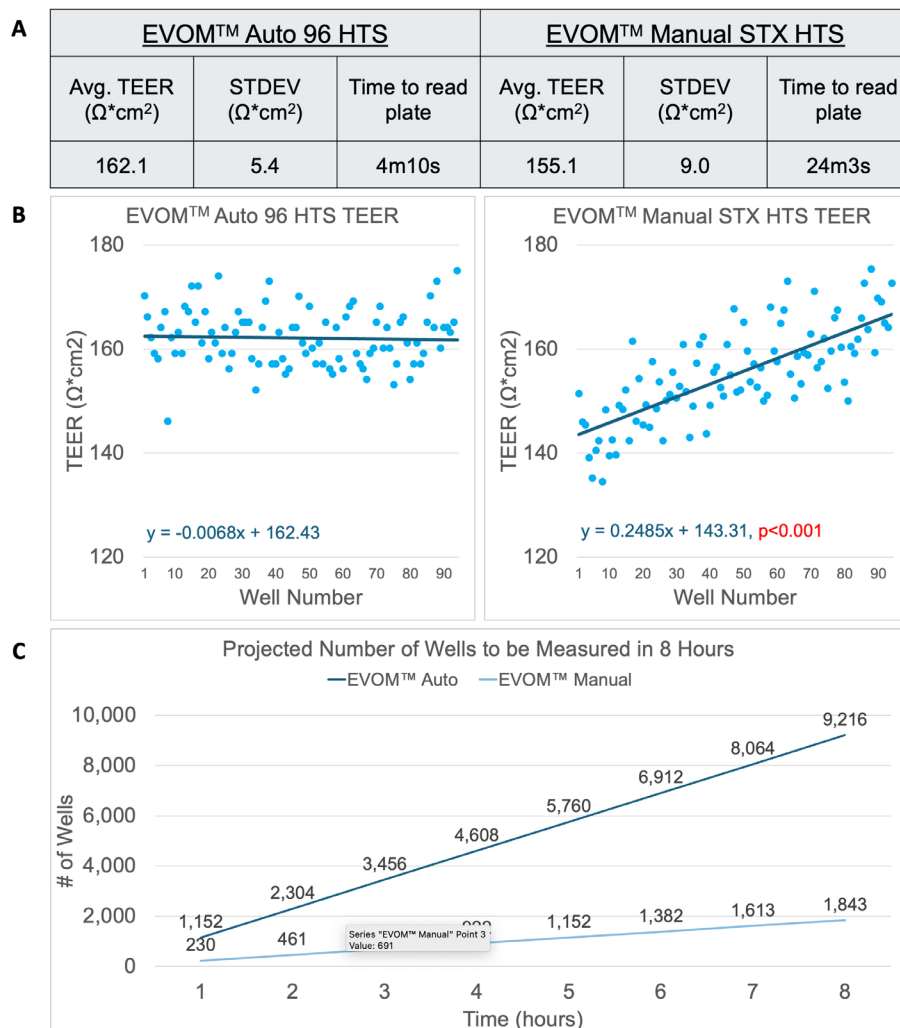 A
EVOM™ Auto 96 HTS
EVOM™ Manual STX HTS
Avg. TEER (Ω*cm²)
STDEV (Ω*cm²)
Time to read plate
Avg. TEER (Ω*cm²)
STDEV (Ω*cm²)
Time to read plate
162.1
5.4
4m10s
155.1
9.0
24m3s
B
EVOM™ Auto 96 HTS TEER
180
160
140
120
TEER (Ω*cm2)
y = -0.0068x + 162.43
1 10 20 30 40 50 60 70 80 90
Well Number
EVOM™ Manual STX HTS TEER
180
160
140
120
TEER (Ω*cm2)
y = 0.2485x + 143.31, p<0.001
1 10 20 30 40 50 60 70 80 90
Well Number
C
Projected Number of Wells to be Measured in 8 Hours
EVOM™ Auto EVOM™ Manual
10,000
8,000
6,000
4,000
2,000
0
# of Wells
1,152
2,304
3,456
4,608
5,760
6,912
8,064
9,216
230
461
Series "EVOM™ Manual" Point 3
Value: 691
1,152
1,382
1,613
1,843
1 2 3 4 5 6 7 8
Time (hours)